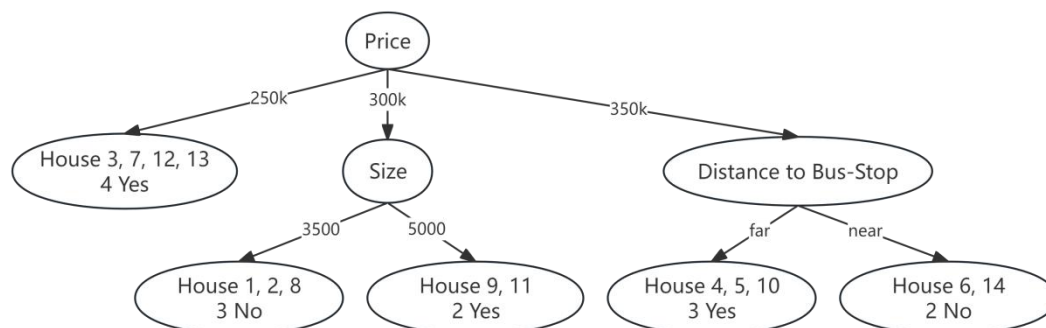 Price
250k
300k
350k
House 3, 7, 12, 13
4 Yes
Size
Distance to Bus-Stop
3500
5000
far
near
House 1, 2, 8
3 No
House 9, 11
2 Yes
House 4, 5, 10
3 Yes
House 6, 14
2 No